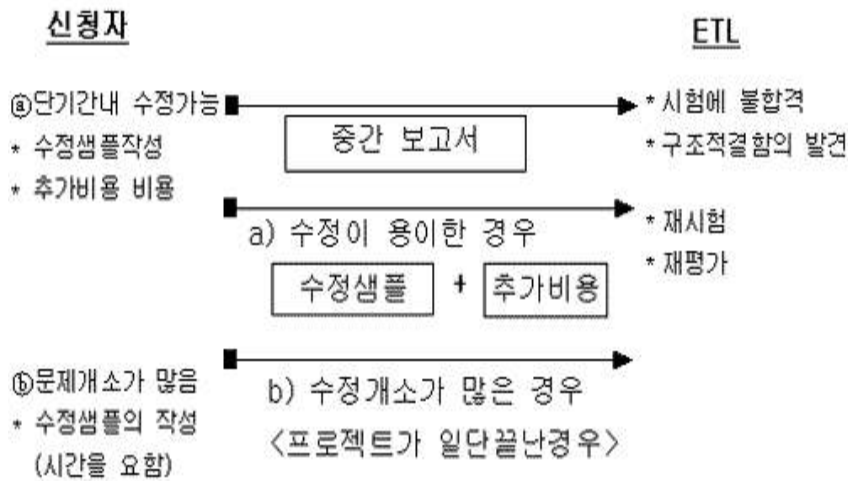 신청자
ETL
ⓐ단기간내 수정가능
* 수정샘플작성
* 추가비용 비용
중간 보고서
* 시험에 불합격
* 구조적결함의 발견
a) 수정이 용이한 경우
수정샘플 + 추가비용
* 재시험
* 재평가
ⓑ문제개소가 많음
* 수정샘플의 작성
(시간을 요함)
b) 수정개소가 많은 경우
<프로젝트가 일단끝난경우>